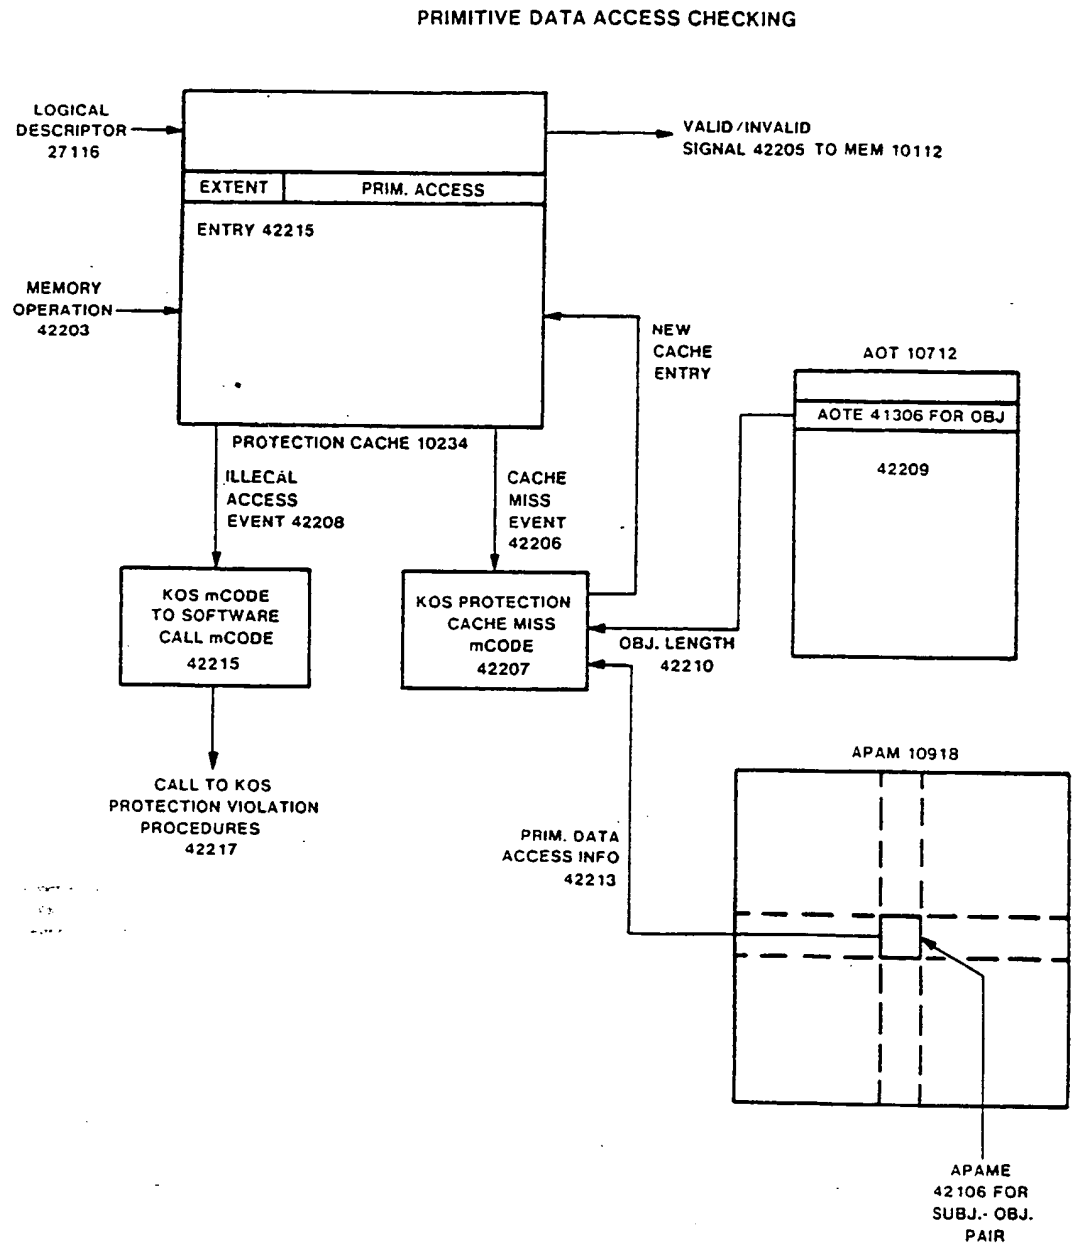 PRIMITIVE DATA ACCESS CHECKING
LOGICAL
DESCRIPTOR
27116
VALID/INVALID
SIGNAL 42205 TO MEM 10112
EXTENT
PRIM. ACCESS
ENTRY 42215
MEMORY
OPERATION
42203
NEW
CACHE
ENTRY
AOT 10712
AOTE 41306 FOR OBJ
42209
PROTECTION CACHE 10234
ILLECAL
ACCESS
EVENT 42208
CACHE
MISS
EVENT
42206
KOS mCODE
TO SOFTWARE
CALL mCODE
42215
KOS PROTECTION
CACHE MISS
mCODE
42207
OBJ. LENGTH
42210
CALL TO KOS
PROTECTION VIOLATION
PROCEDURES
42217
APAM 10918
PRIM. DATA
ACCESS INFO
42213
APAME
42106 FOR
SUBJ.- OBJ.
PAIR